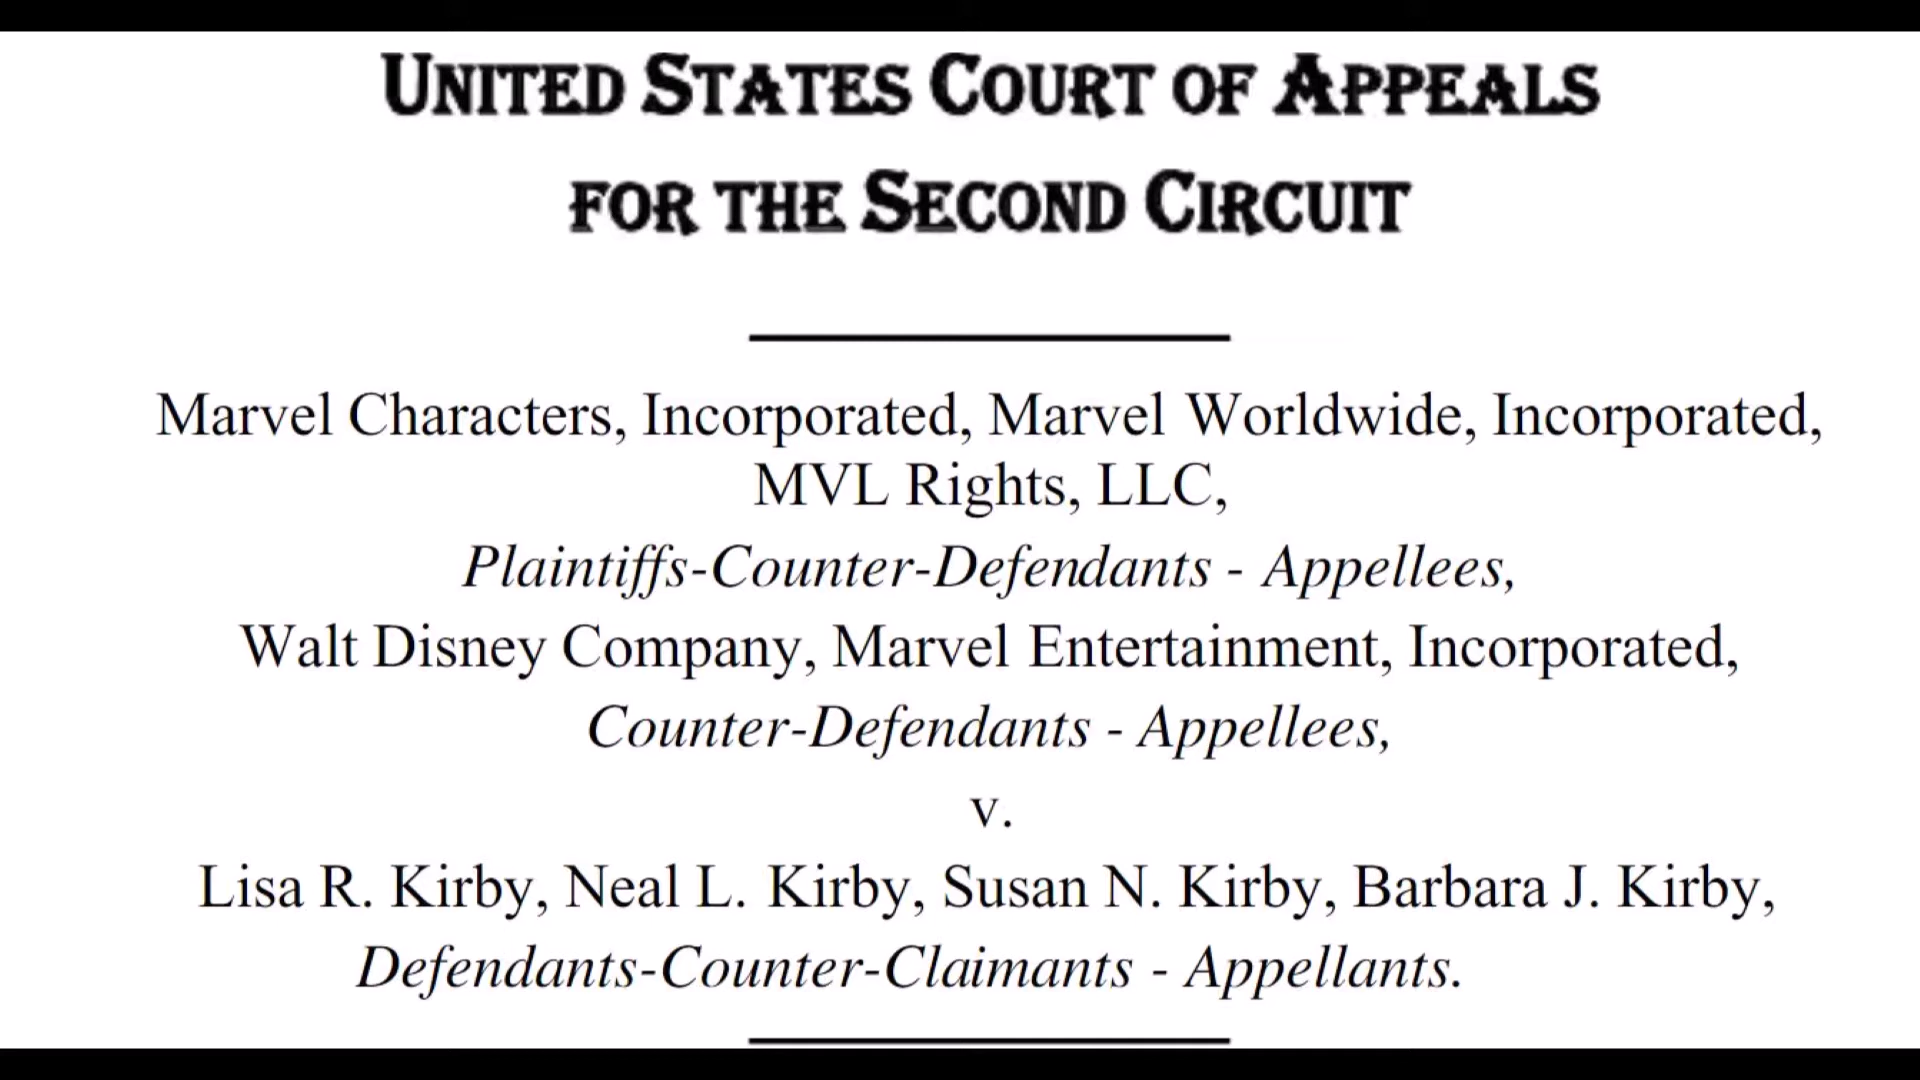 UNITED STATES COURT OF APPEALS
FOR THE SECOND CIRCUIT
Marvel Characters, Incorporated, Marvel Worldwide, Incorporated,
MVL Rights, LLC,
Plaintiffs-Counter-Defendants - Appellees,
Walt Disney Company, Marvel Entertainment, Incorporated,
Counter-Defendants - Appellees,
v.
Lisa R. Kirby, Neal L. Kirby, Susan N. Kirby, Barbara J. Kirby,
Defendants-Counter-Claimants - Appellants.